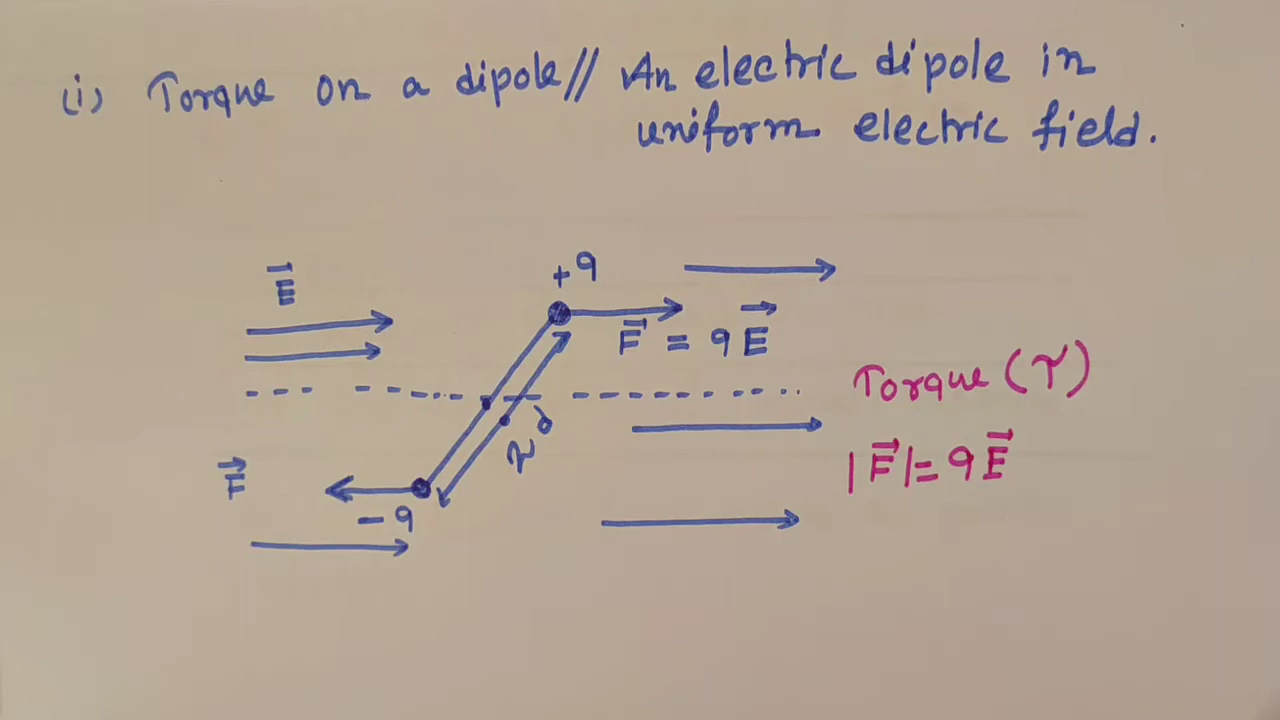 (i) Torque on a dipole// An electric dipole in
uniform electric field.
+q
E⃗
F⃗ = qE⃗
Torque (τ)
F⃗
|F⃗|= qE⃗
-q